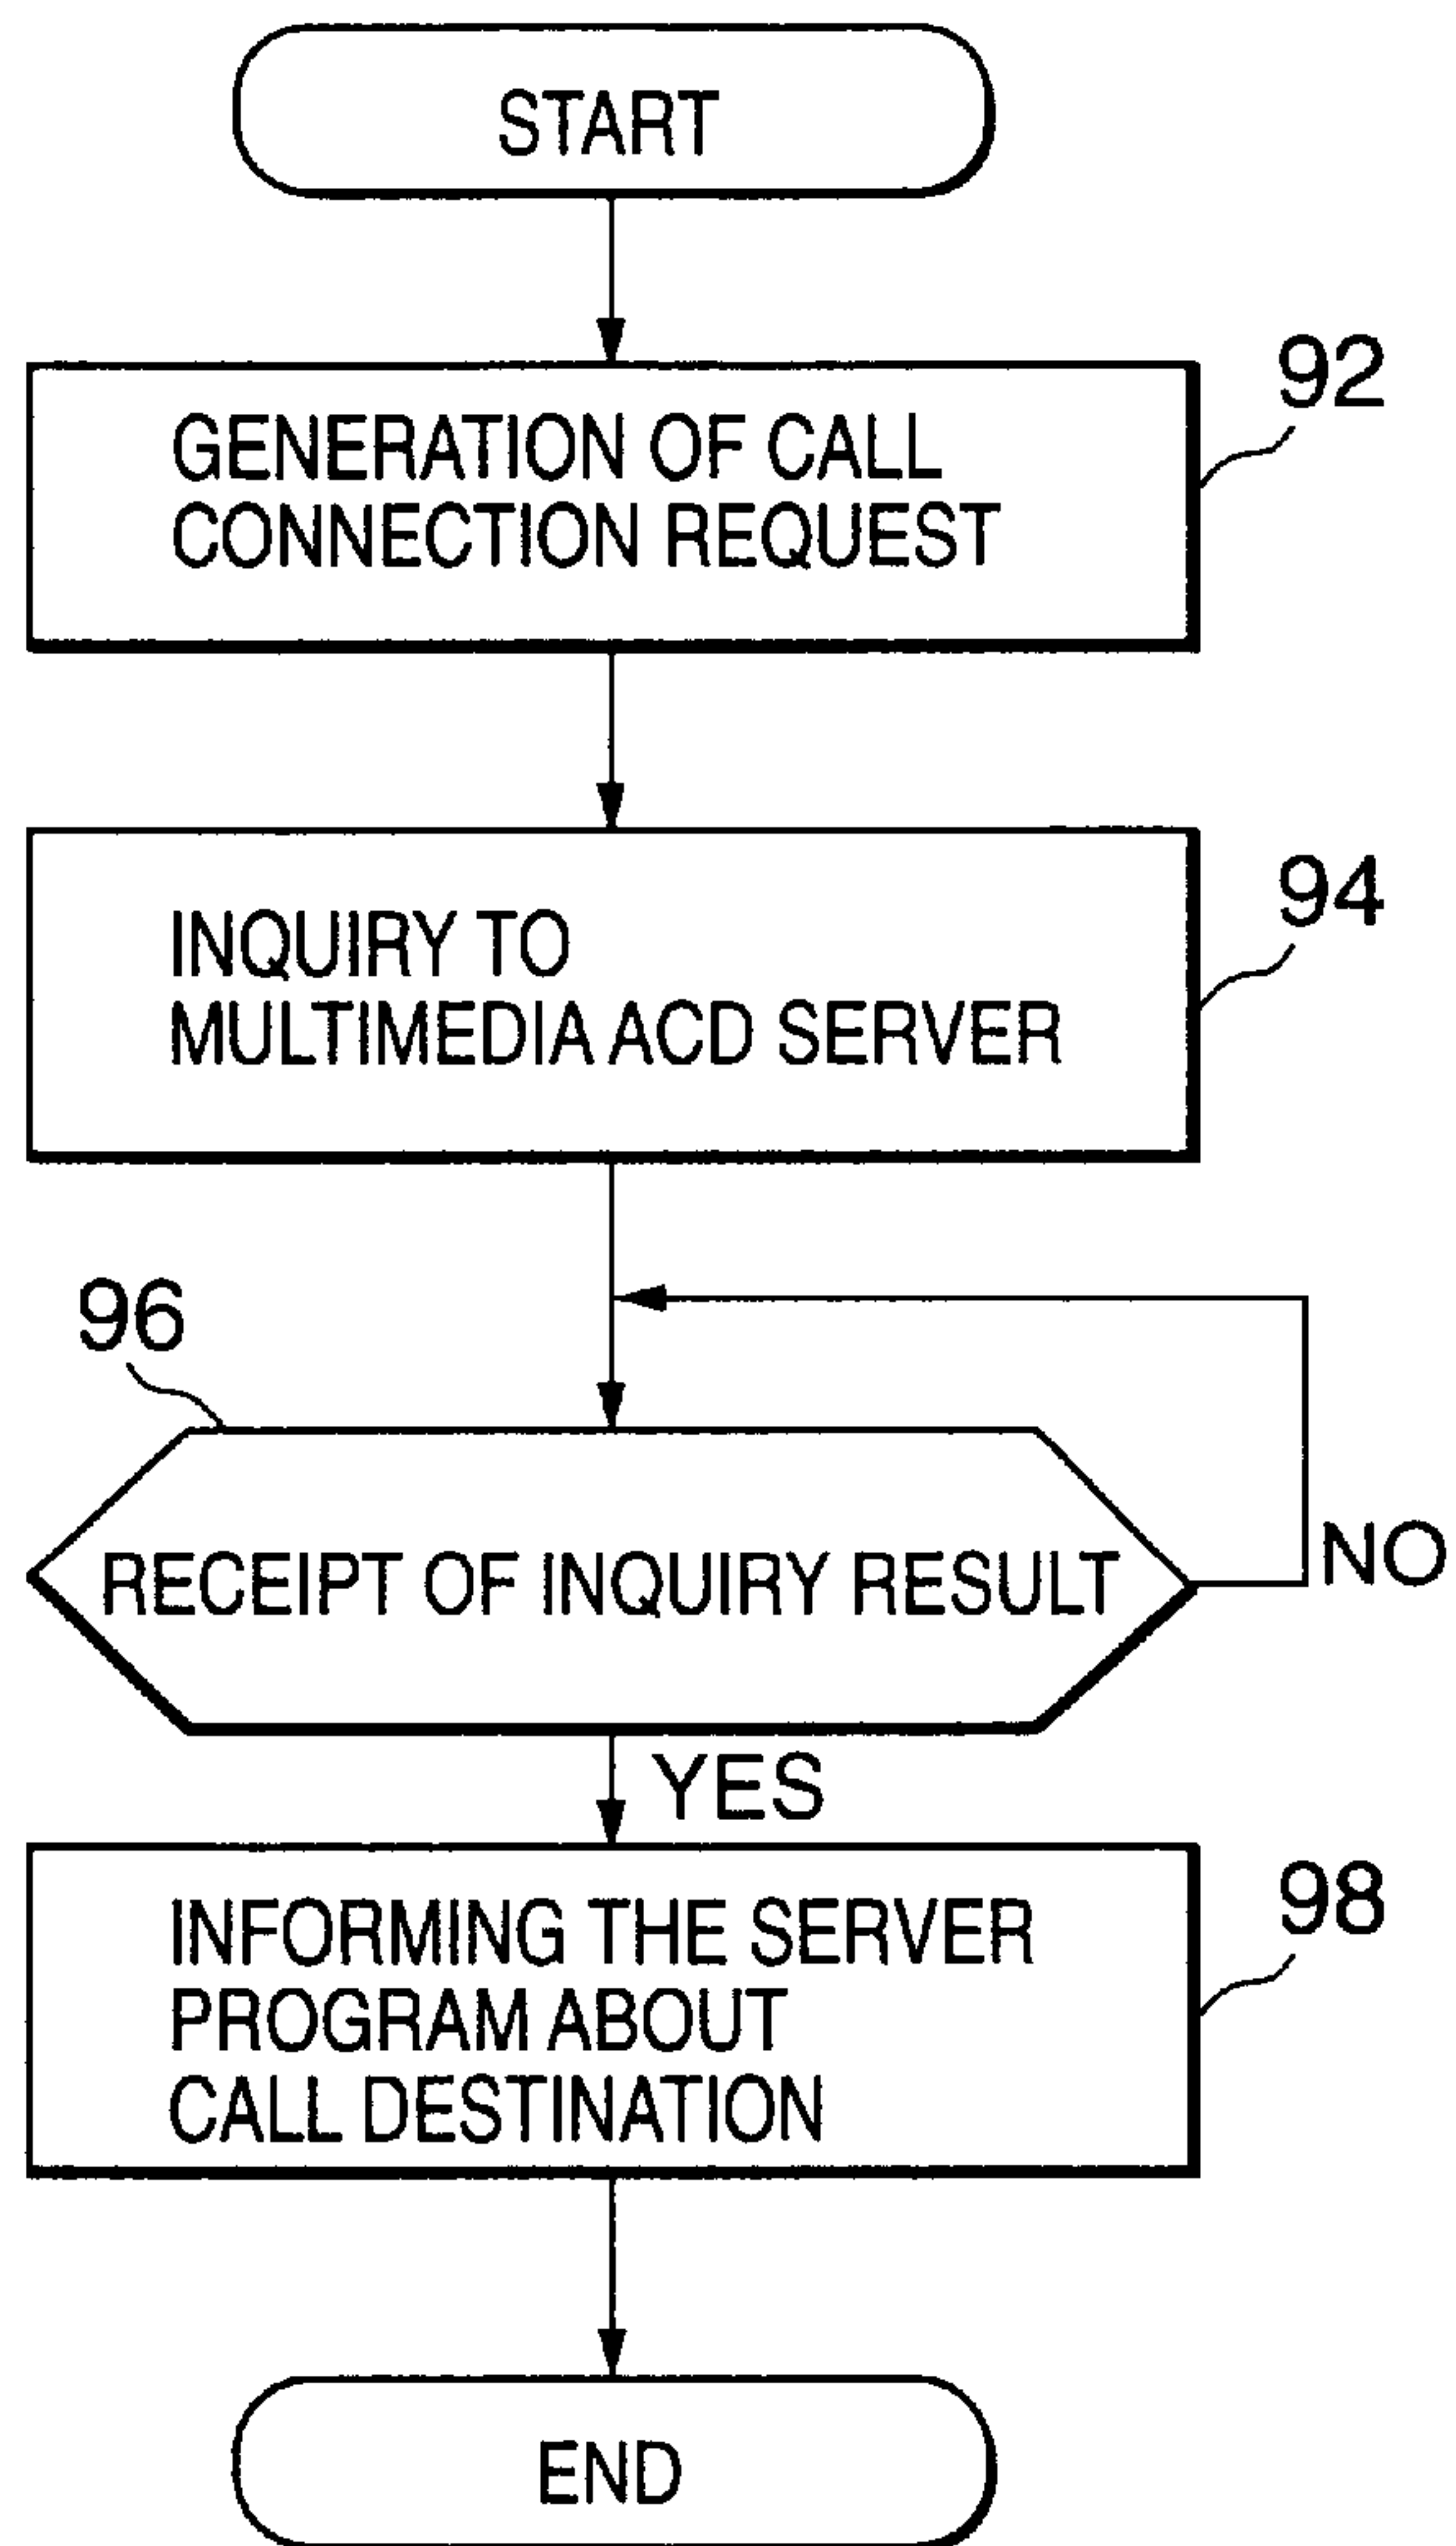 START
92
GENERATION OF CALL
CONNECTION REQUEST
94
INQUIRY TO
MULTIMEDIA ACD SERVER
96
RECEIPT OF INQUIRY RESULT
NO
YES
98
INFORMING THE SERVER
PROGRAM ABOUT
CALL DESTINATION
END